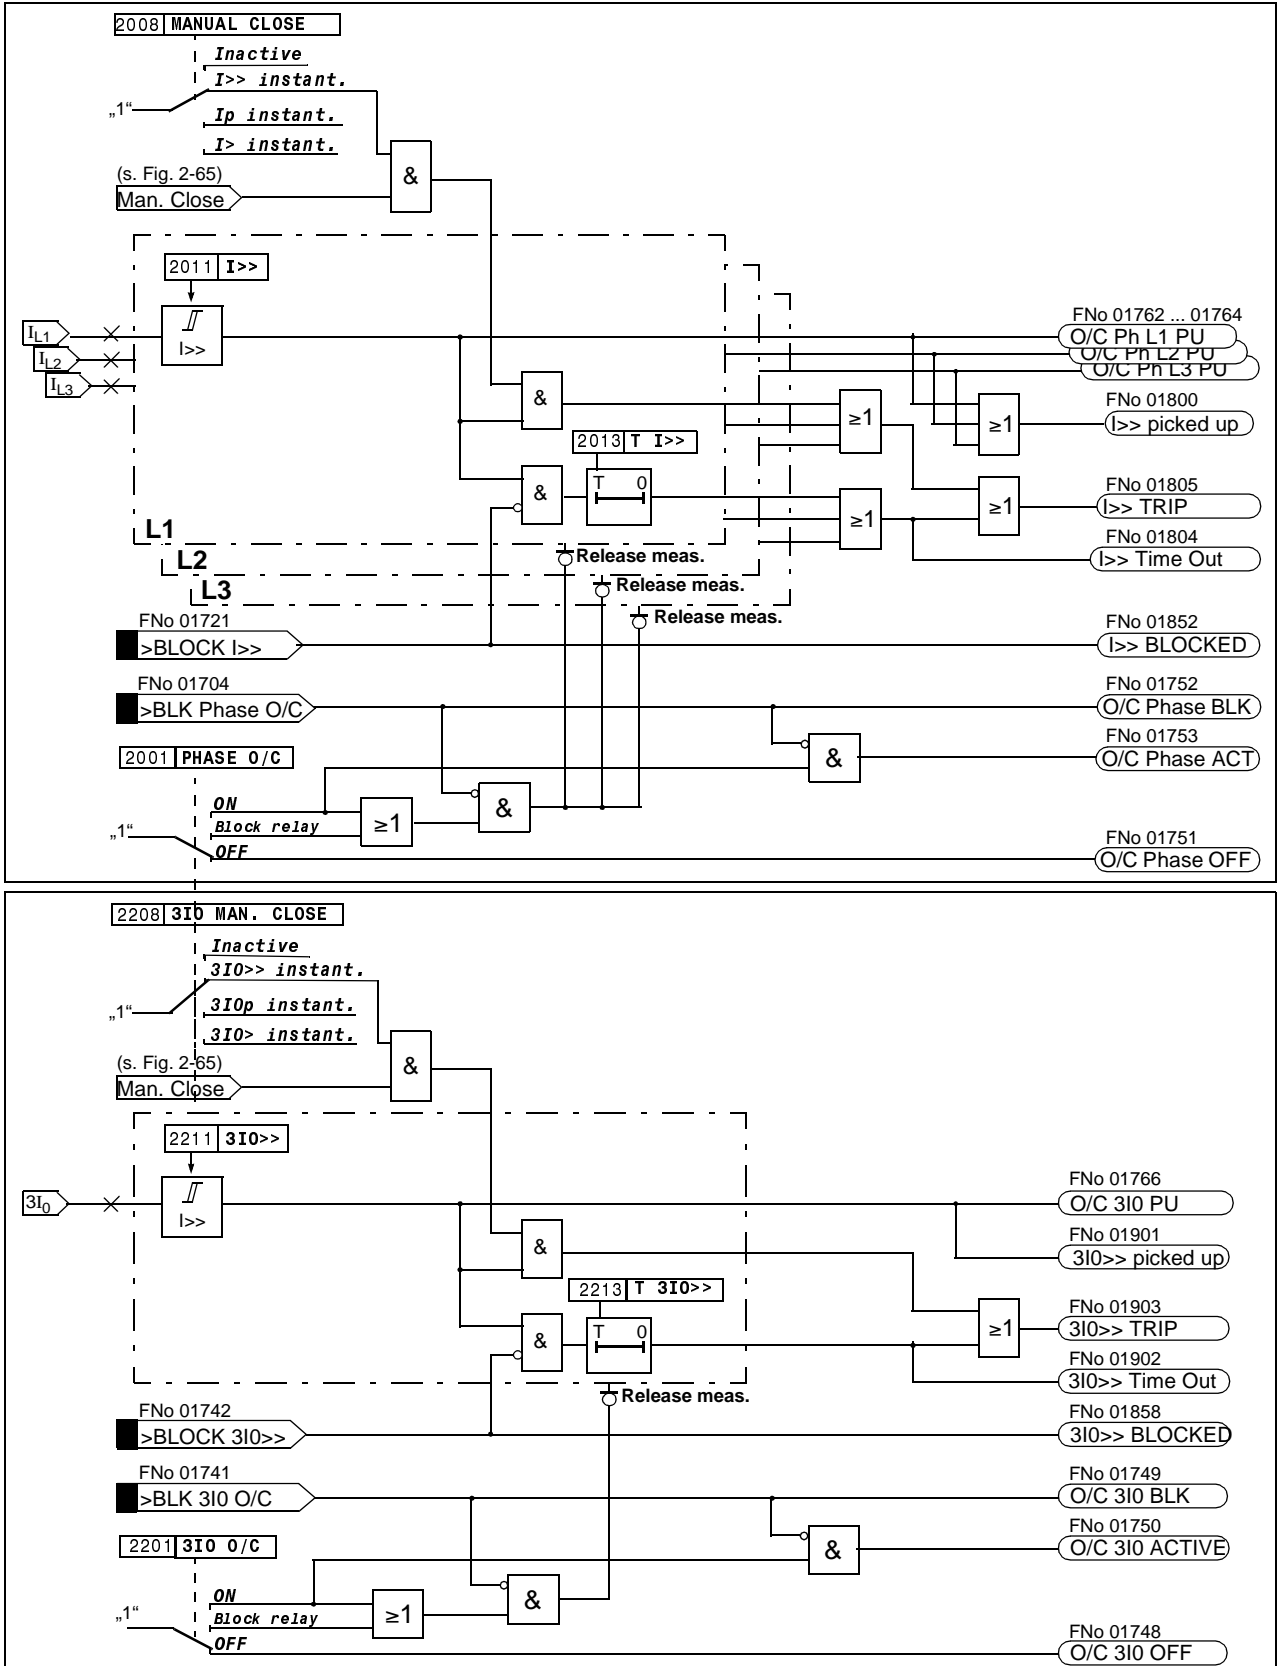 2008 MANUAL CLOSE
Inactive
I>> instant.
„1“
Ip instant.
I> instant.
(s. Fig. 2-65)
Man. Close
&
2011 I>>
IL1
IL2
IL3
I>>
FNo 01762 ... 01764
O/C Ph L1 PU
O/C Ph L2 PU
O/C Ph L3 PU
&
FNo 01800
≥1
≥1
I>> picked up
2013 T I>>
&
T 0
FNo 01805
≥1
≥1
I>> TRIP
L1
FNo 01804
Release meas.
I>> Time Out
L2
Release meas.
L3
Release meas.
FNo 01721
>BLOCK I>>
FNo 01852
I>> BLOCKED
FNo 01704
>BLK Phase O/C
FNo 01752
O/C Phase BLK
FNo 01753
2001 PHASE O/C
&
O/C Phase ACT
ON
&
Block relay
≥1
„1“
OFF
FNo 01751
O/C Phase OFF
2208 3IO MAN. CLOSE
Inactive
3IO>> instant.
„1“
3IOp instant.
3IO> instant.
(s. Fig. 2-65)
Man. Close
&
2211 3IO>>
3I0
I>>
FNo 01766
O/C 3I0 PU
FNo 01901
&
3I0>> picked up
2213 T 3IO>>
FNo 01903
&
T 0
≥1
3I0>> TRIP
FNo 01902
3I0>> Time Out
Release meas.
FNo 01742
>BLOCK 3I0>>
FNo 01858
3I0>> BLOCKED
FNo 01741
>BLK 3I0 O/C
FNo 01749
O/C 3I0 BLK
FNo 01750
2201 3IO O/C
&
O/C 3I0 ACTIVE
ON
&
Block relay
≥1
„1“
OFF
FNo 01748
O/C 3I0 OFF